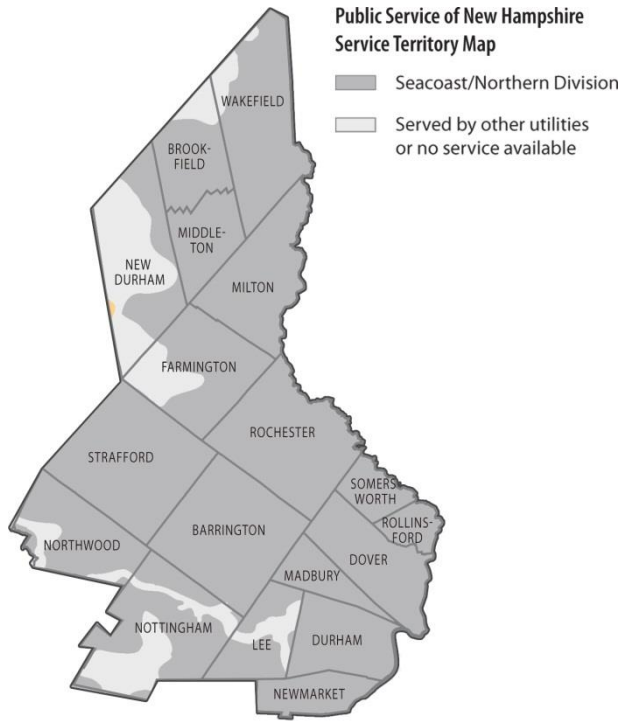 Public Service of New Hampshire
Service Territory Map
Seacoast/Northern Division
Served by other utilities
or no service available
WAKEFIELD
BROOK-
FIELD
MIDDLE-
TON
NEW
DURHAM
MILTON
FARMINGTON
ROCHESTER
STRAFFORD
SOMERS
WORTH
ROLLINS-
FORD
BARRINGTON
NORTHWOOD
DOVER
MADBURY
NOTTINGHAM
LEE
DURHAM
NEWMARKET